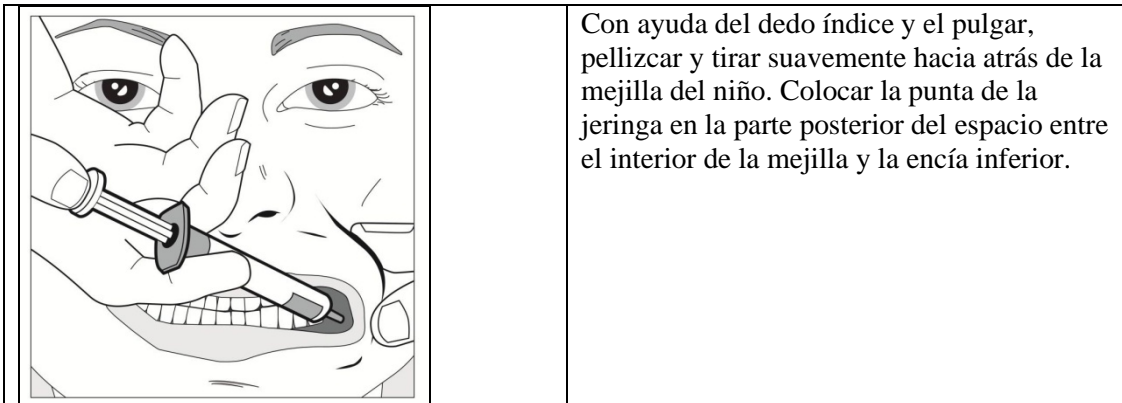 Con ayuda del dedo índice y el pulgar,
pellizcar y tirar suavemente hacia atrás de la
mejilla del niño. Colocar la punta de la
jeringa en la parte posterior del espacio entre
el interior de la mejilla y la encía inferior.